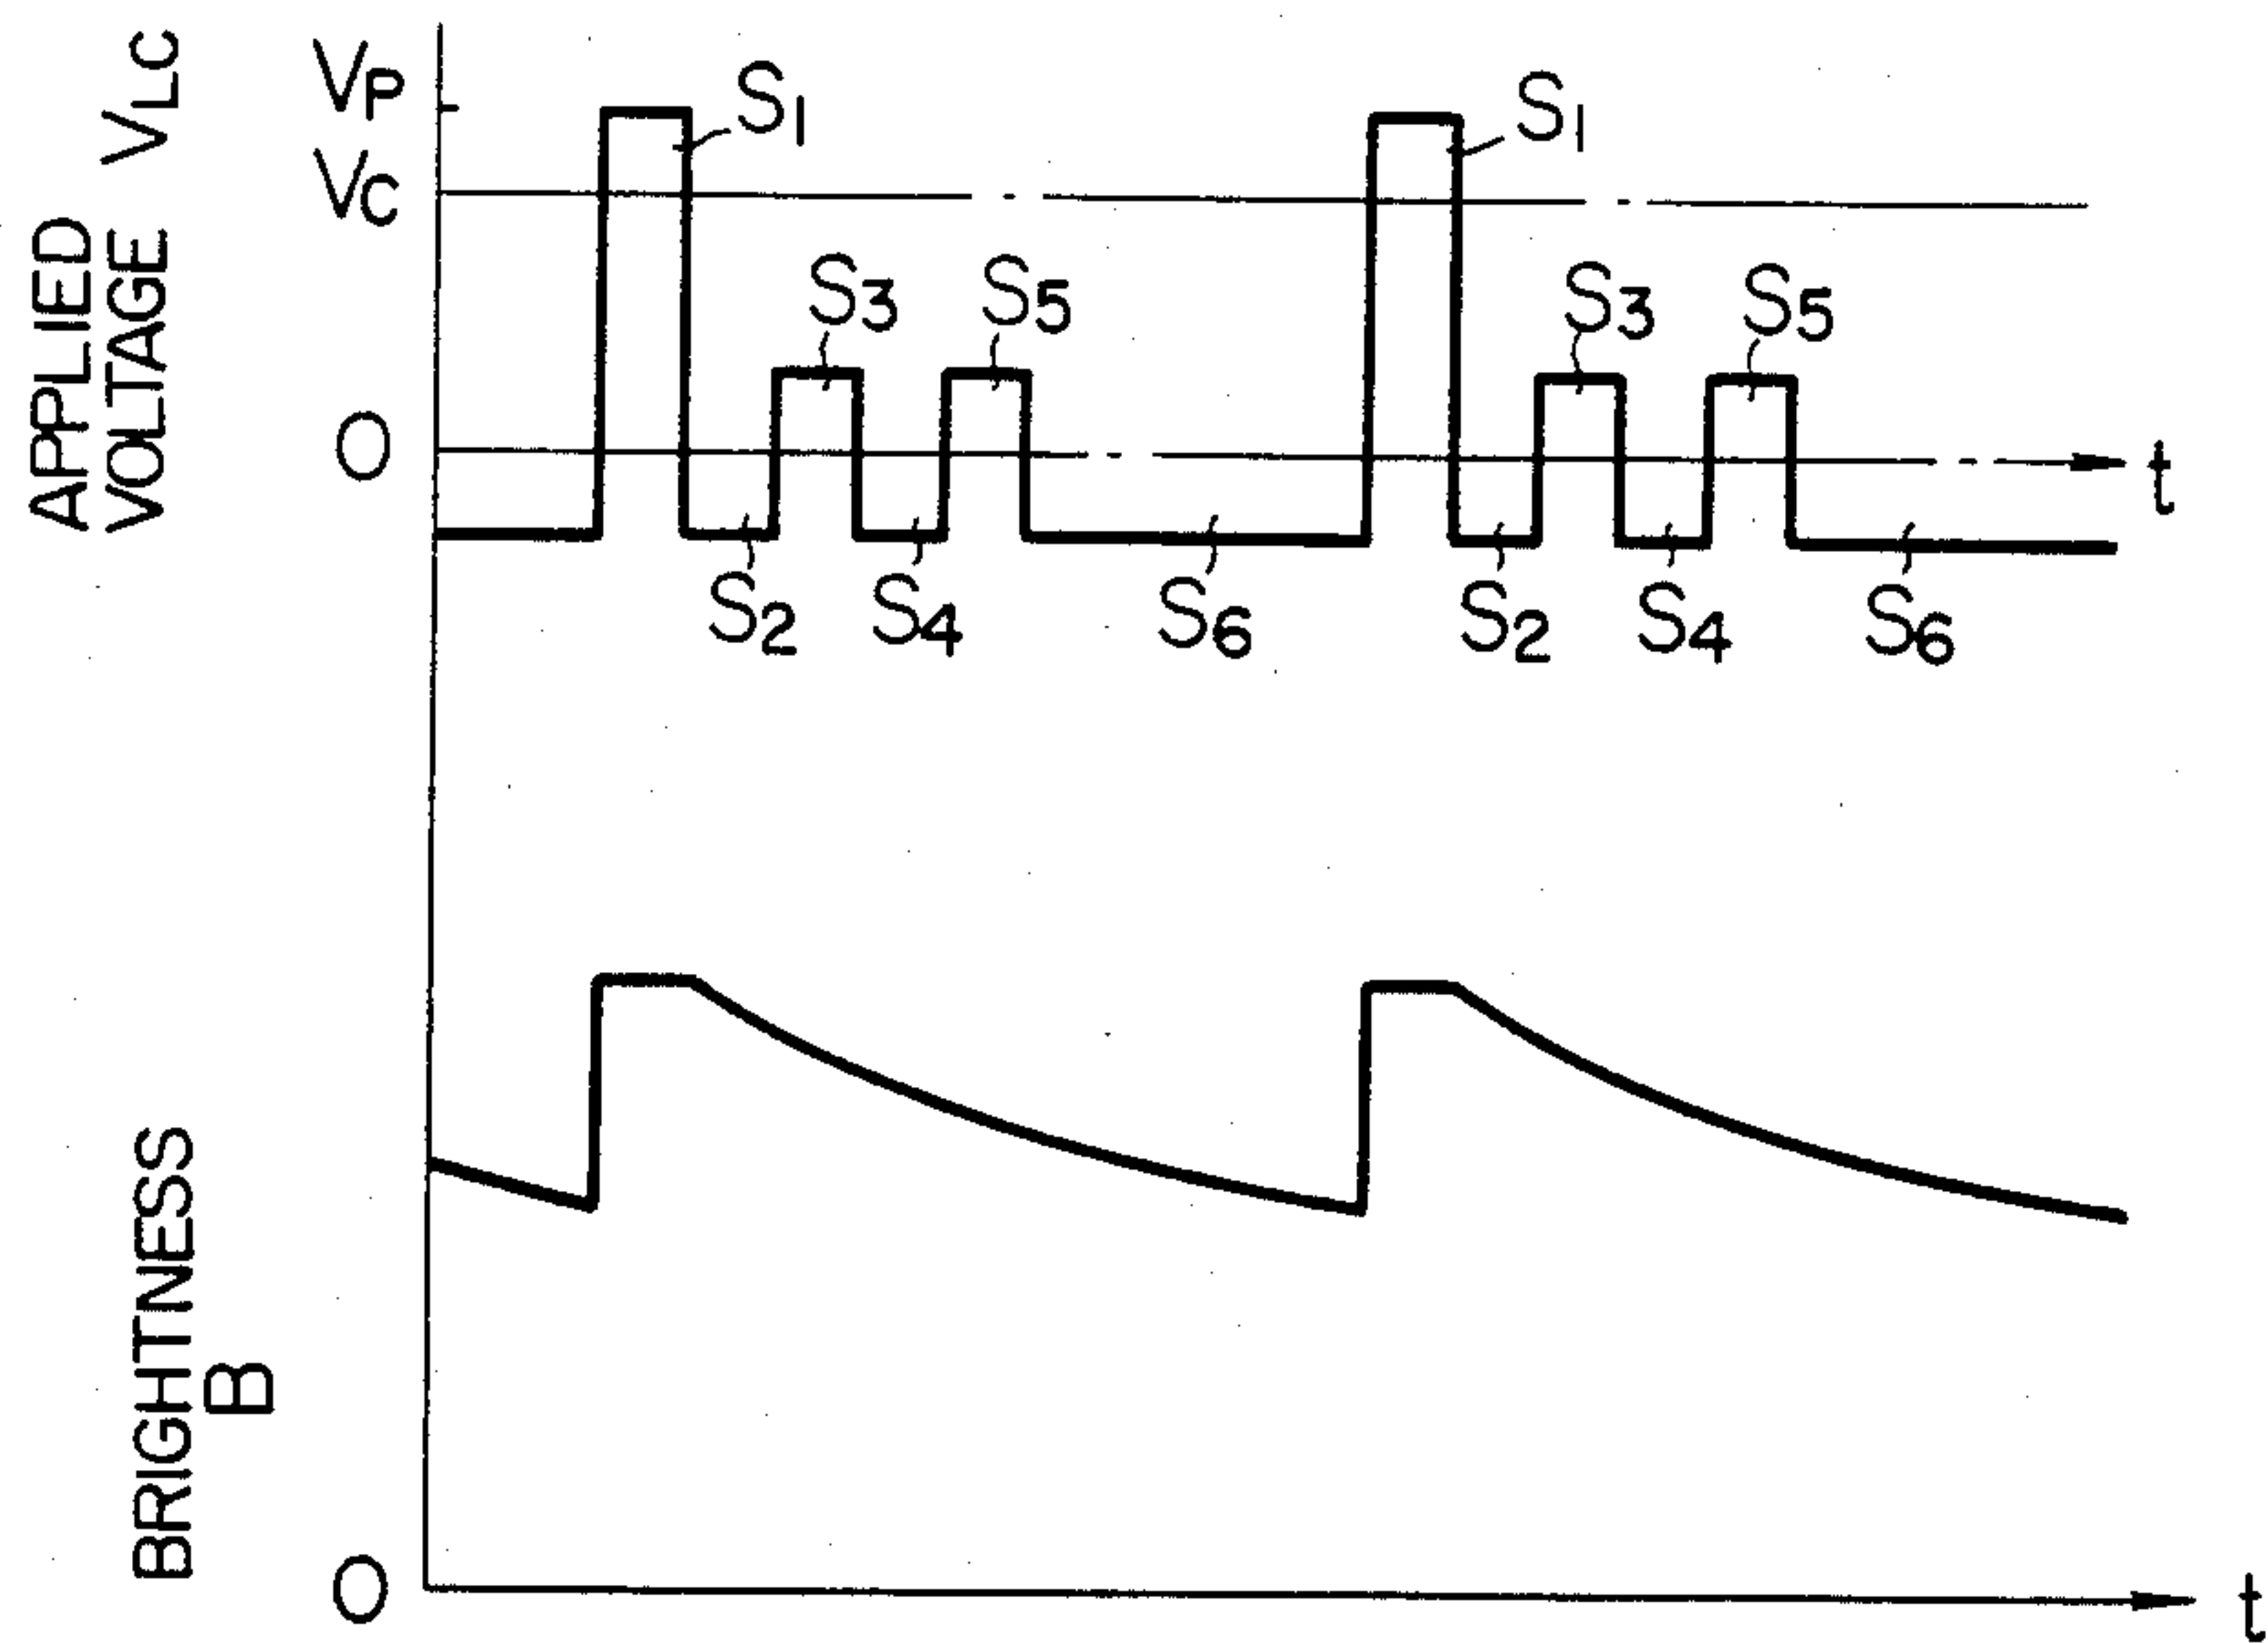 APPLIED
VOLTAGE VLC
VP
VC
O
S1
S3
S5
S2
S4
S6
S1
S3
S5
S2
S4
S6
t
BRIGHTNESS
B
O
t